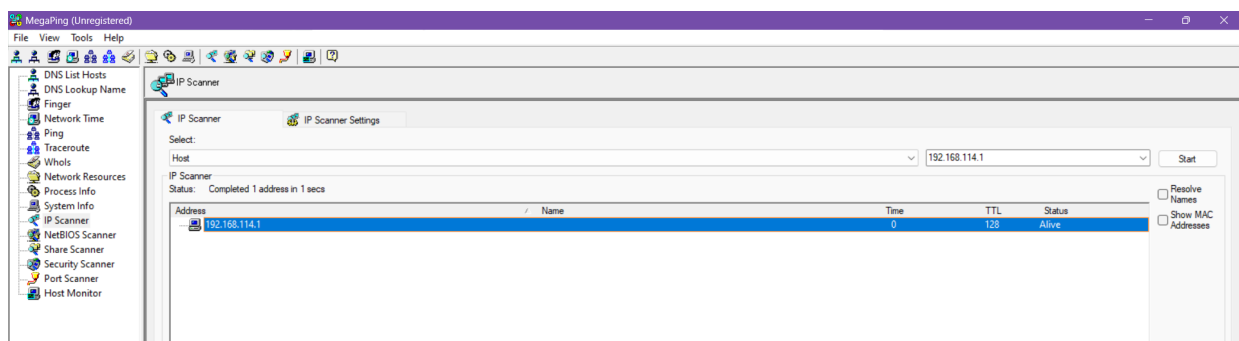 MegaPing (Unregistered)
File View Tools Help
DNS List Hosts
DNS Lookup Name
Finger
Network Time
Ping
Traceroute
WhoIs
Network Resources
Process Info
System Info
IP Scanner
NetBIOS Scanner
Share Scanner
Security Scanner
Port Scanner
Host Monitor
IP Scanner
IP Scanner IP Scanner Settings
Select:
Host 192.168.114.1 Start
IP Scanner
Status: Completed 1 address in 1 secs
Resolve
Names
Show MAC
Addresses
Address / Name Time TTL Status
192.168.114.1 0 128 Alive